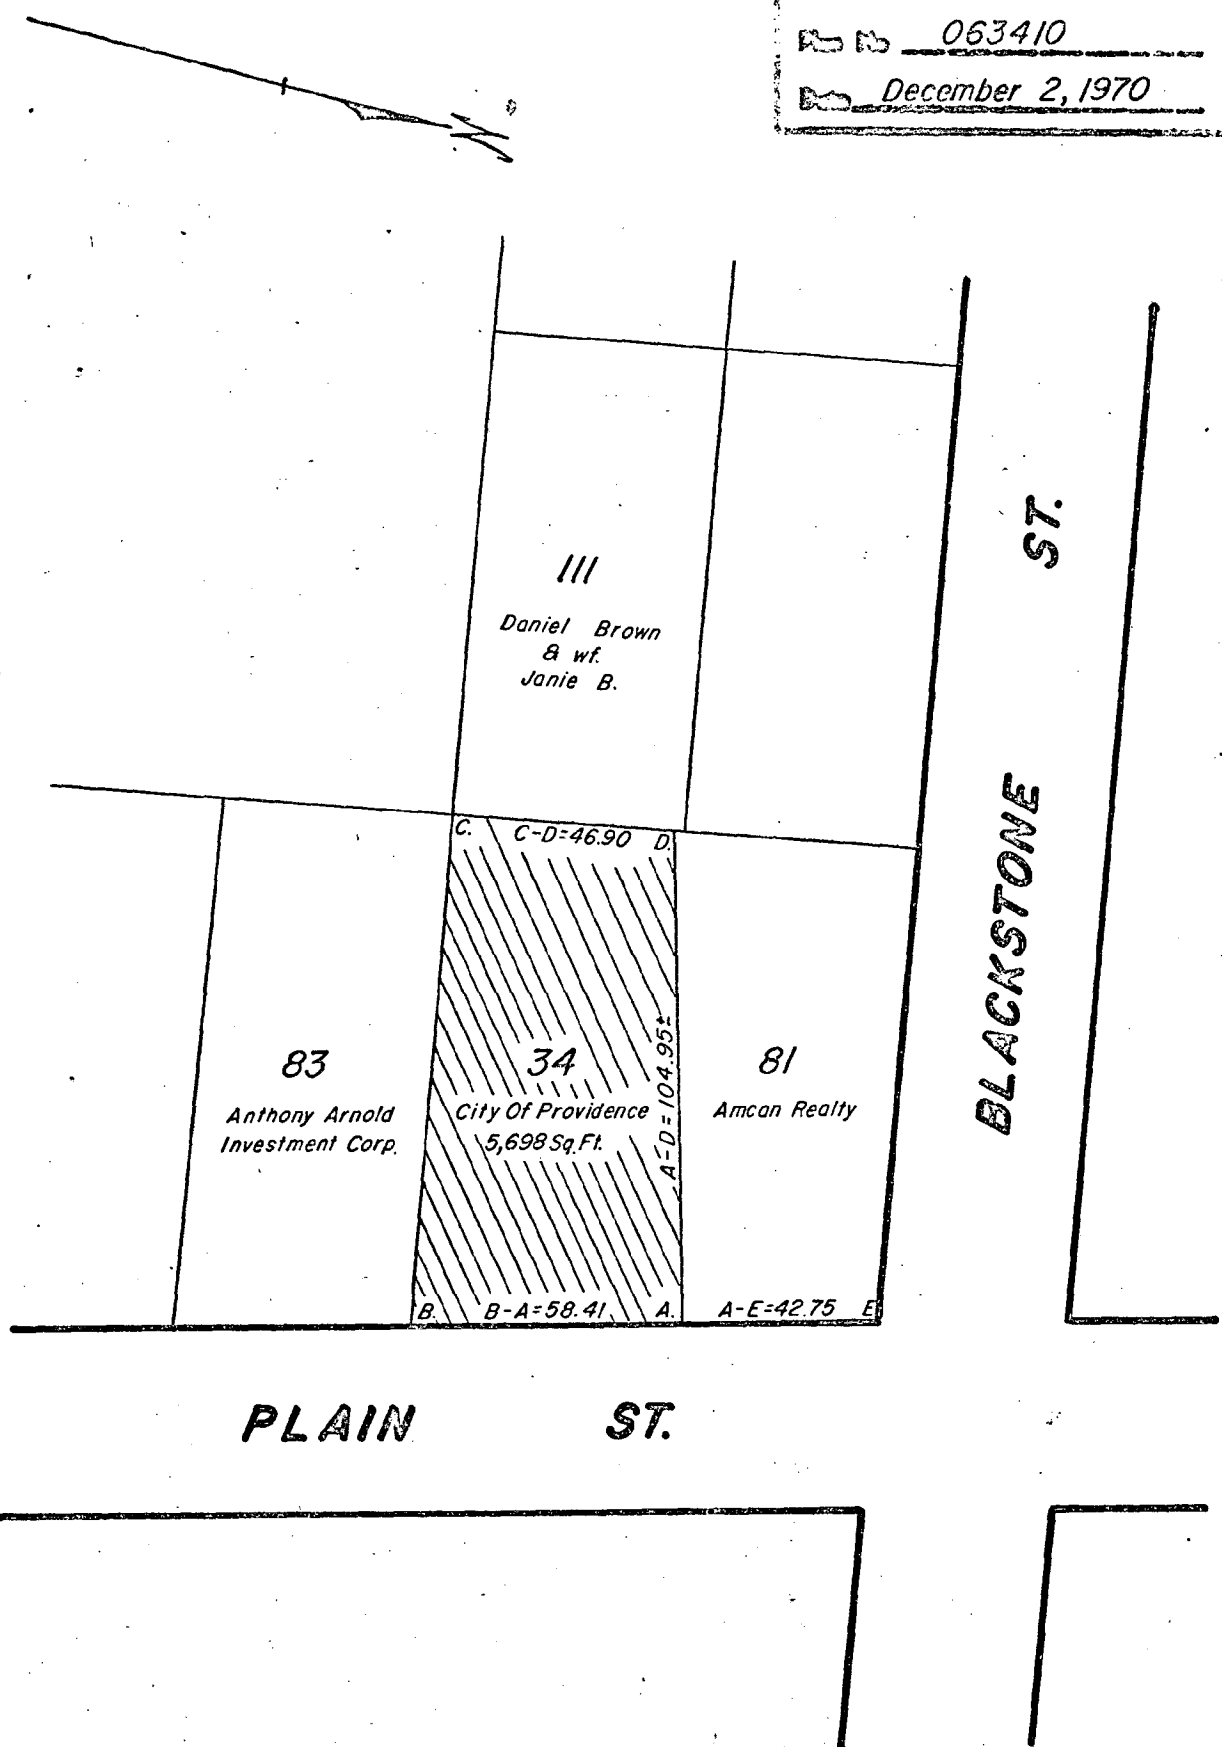 063410
December 2, 1970
N
ST.
BLACKSTONE
111
Daniel Brown
& wf.
Janie B.
C. C-D=46.90 D.
83
Anthony Arnold
Investment Corp.
34
City Of Providence
5,698 Sq. Ft.
A-D=104.95±
81
Amcan Realty
B. B-A=58.41 A. A-E=42.75 E
PLAIN ST.